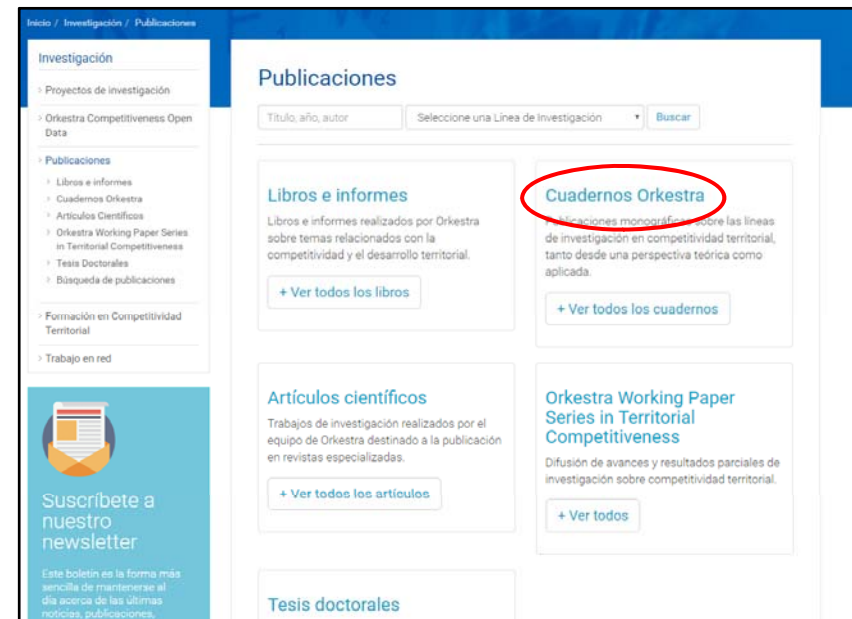 Inicio / Investigación / Publicaciones
Investigación
› Proyectos de investigación
› Orkestra Competitiveness Open
Data
› Publicaciones
› Libros e informes
› Cuadernos Orkestra
› Artículos Científicos
› Orkestra Working Paper Series
in Territorial Competitiveness
› Tesis Doctorales
› Búsqueda de publicaciones
› Formación en Competitividad
Territorial
› Trabajo en red
Suscríbete a
nuestro
newsletter
Este boletín es la forma más
sencilla de mantenerse al
día acerca de las últimas
noticias, publicaciones,
Publicaciones
Título, año, autor
Seleccione una Línea de Investigación
Buscar
Libros e informes
Libros e informes realizados por Orkestra
sobre temas relacionados con la
competitividad y el desarrollo territorial.
+ Ver todos los libros
Cuadernos Orkestra
Publicaciones monográficas sobre las líneas
de investigación en competitividad territorial,
tanto desde una perspectiva teórica como
aplicada.
+ Ver todos los cuadernos
Artículos científicos
Trabajos de investigación realizados por el
equipo de Orkestra destinado a la publicación
en revistas especializadas.
+ Ver todos los artículos
Orkestra Working Paper
Series in Territorial
Competitiveness
Difusión de avances y resultados parciales de
investigación sobre competitividad territorial.
+ Ver todos
Tesis doctorales